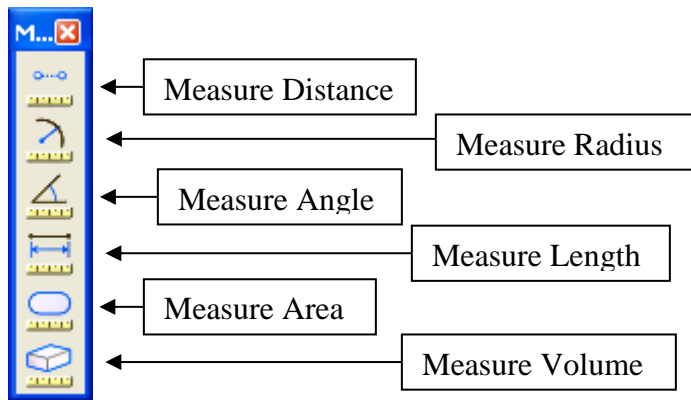 M...
Measure Distance
Measure Radius
Measure Angle
Measure Length
Measure Area
Measure Volume